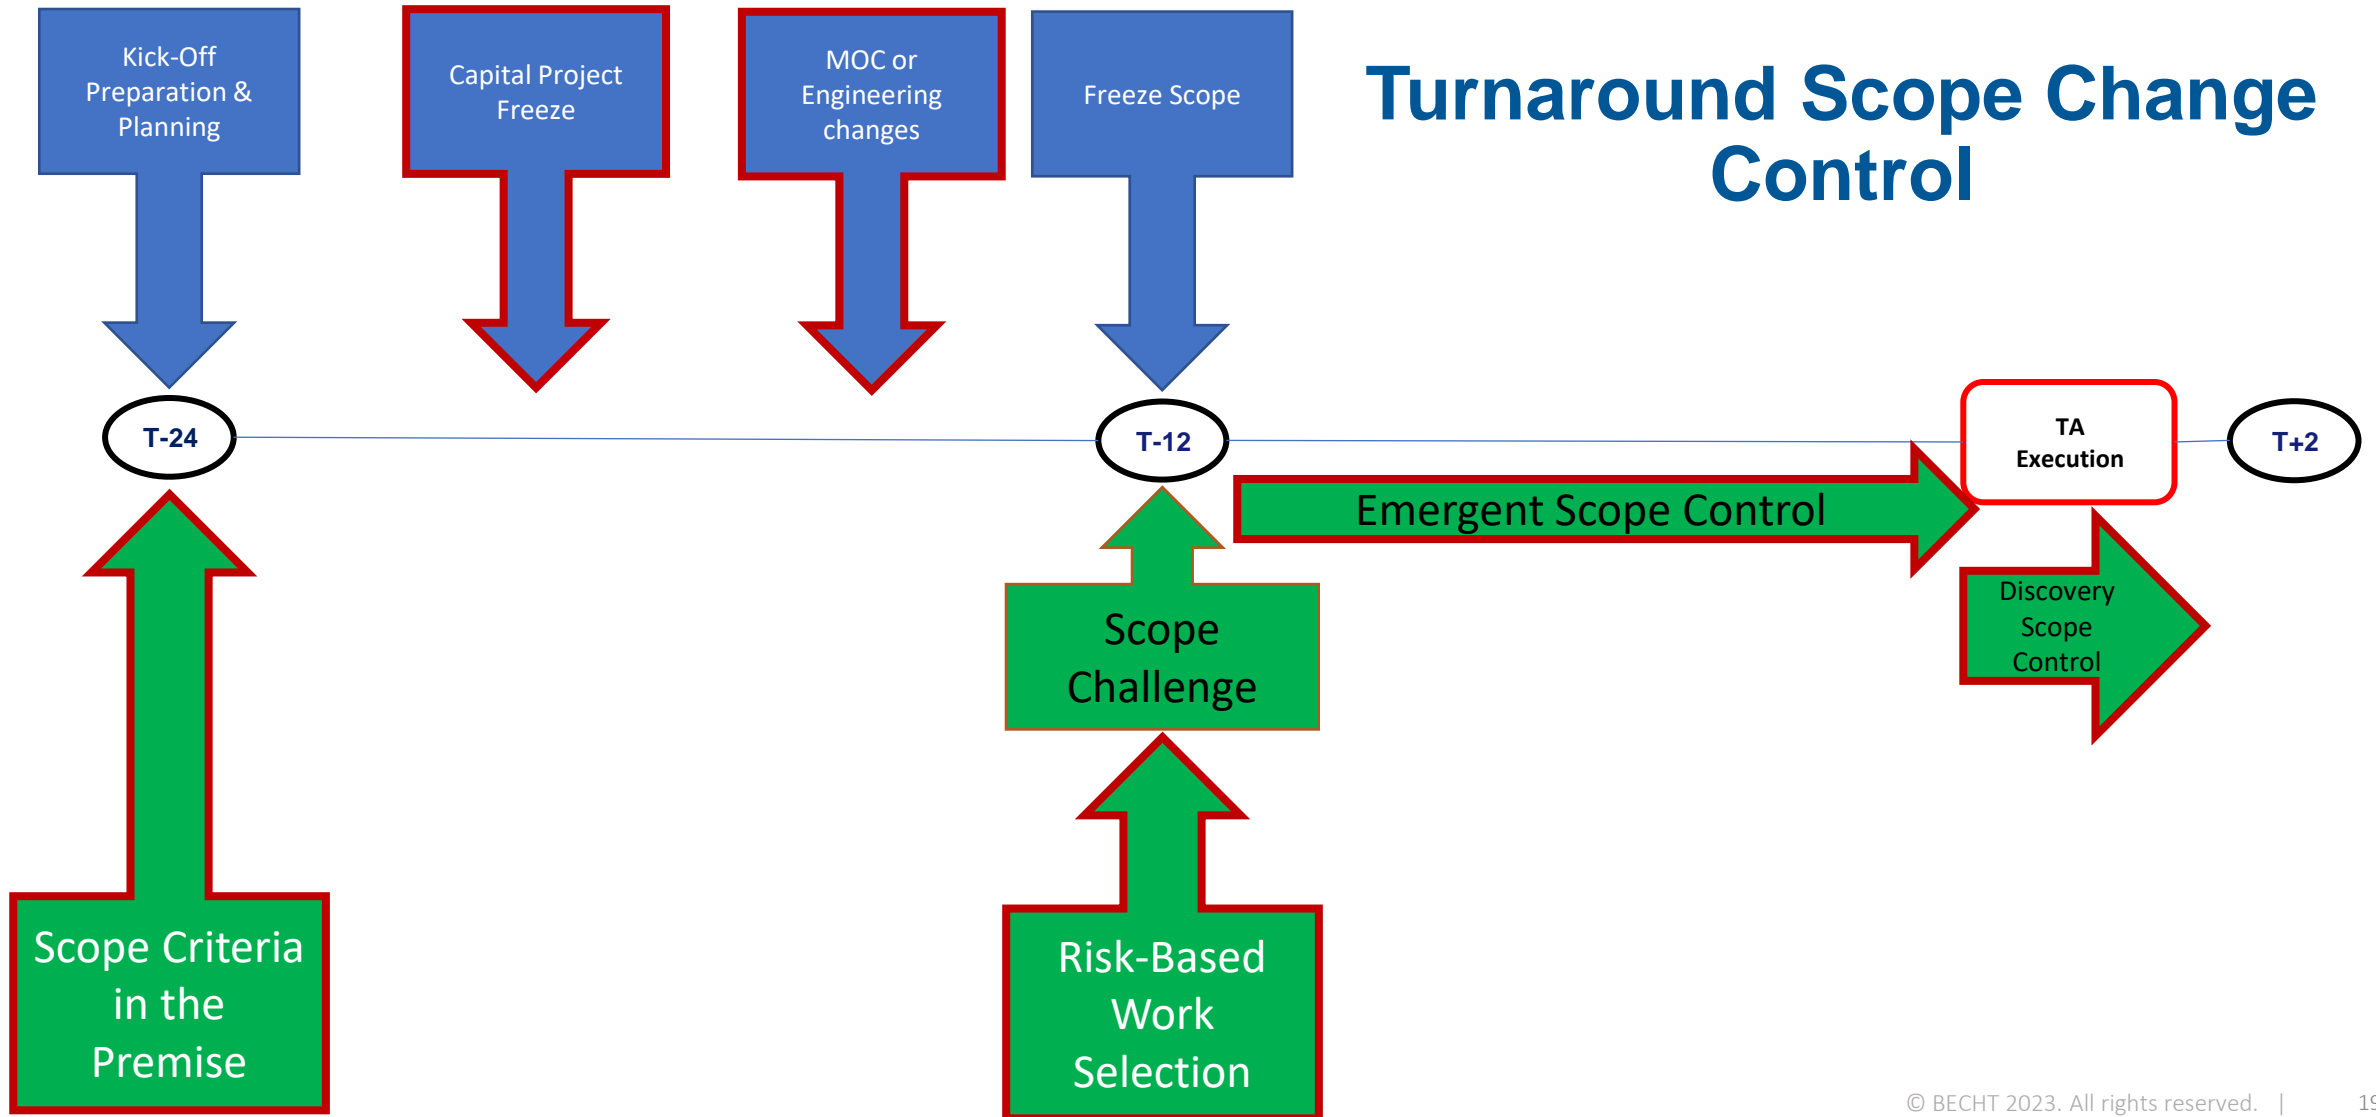 Kick-Off
Preparation &
Planning
Capital Project
Freeze
MOC or
Engineering
changes
Freeze Scope
Turnaround Scope Change
Control
T-24
T-12
TA
Execution
T+2
Emergent Scope Control
Scope
Challenge
Discovery
Scope
Control
Scope Criteria
in the
Premise
Risk-Based
Work
Selection
© BECHT 2023. All rights reserved. |